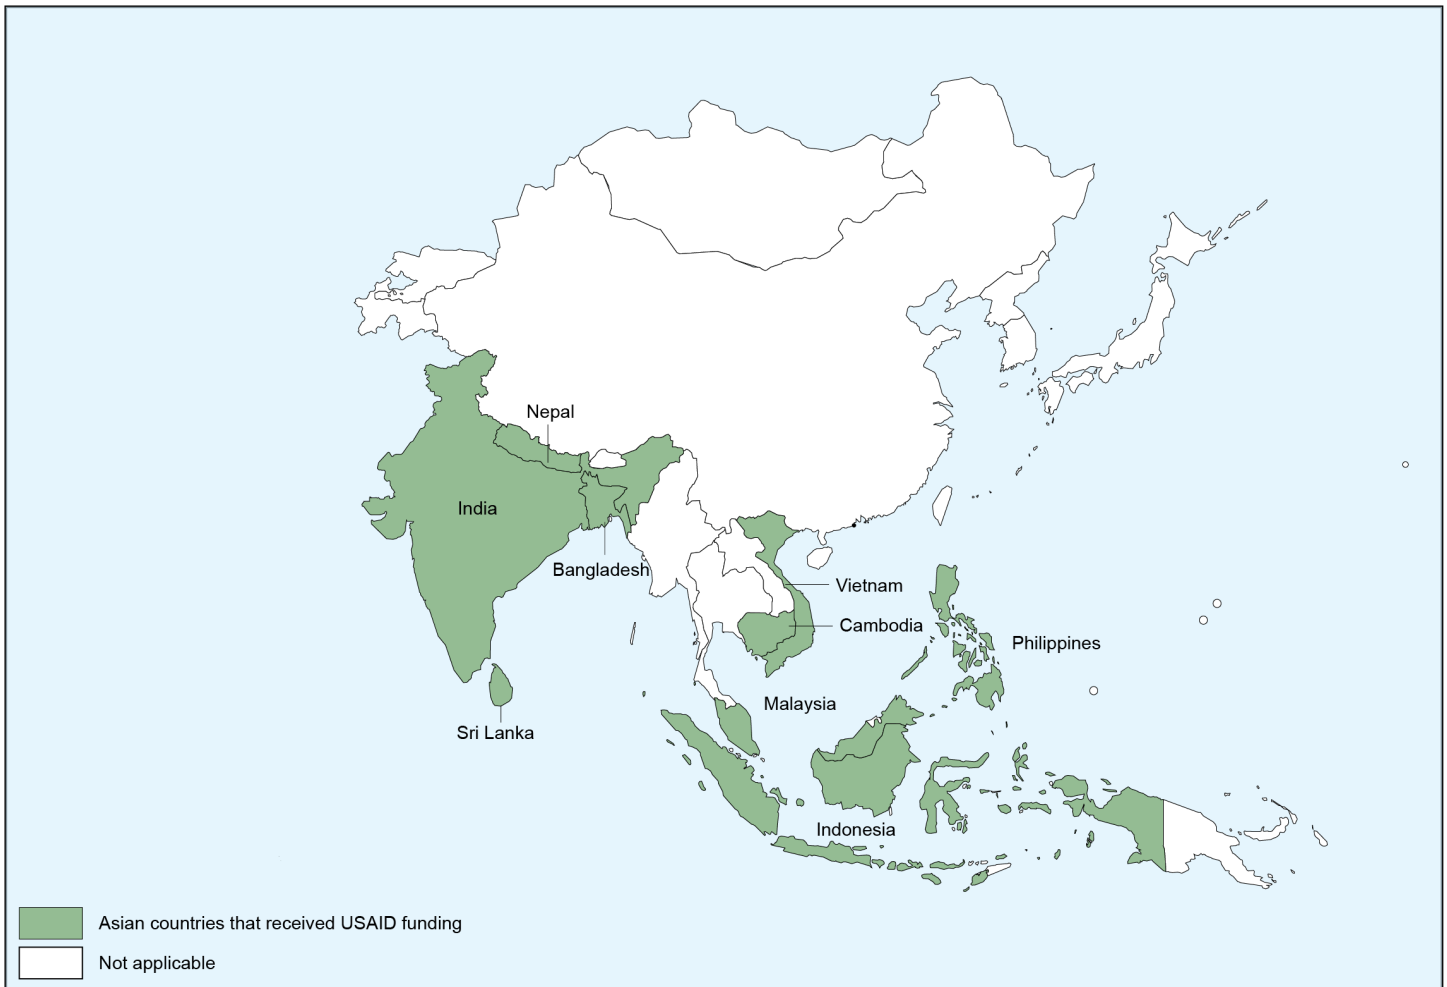 Nepal
India
Bangladesh
Vietnam
Cambodia
Philippines
Malaysia
Sri Lanka
Indonesia
Asian countries that received USAID funding
Not applicable